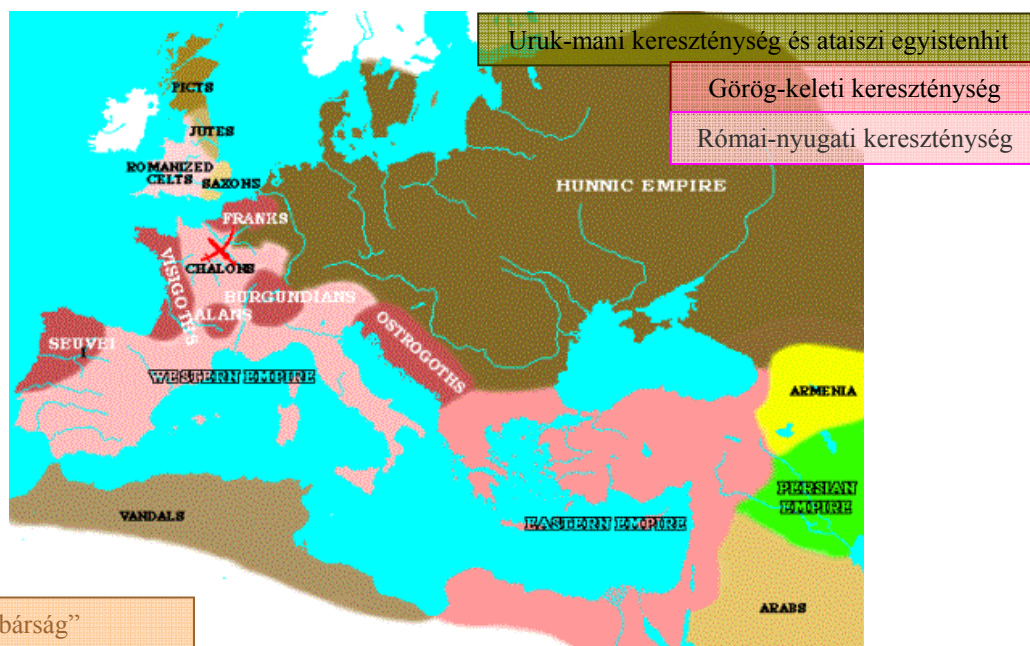 Uruk-mani kereszténység és ataiszi egyistenhit
Görög-keleti kereszténység
Római-nyugati kereszténység
PICTS
JUTES
ROMANIZED
CELTS
SAXONS
HUNNIC EMPIRE
FRANKS
CHALONS
VISIGOTHS
BURGUNDIANS
ALANS
OSTROGOTHS
SEUVEI
WESTERN EMPIRE
ARMENIA
PERSIAN
EMPIRE
VANDALS
EASTERN EMPIRE
ARABS
bárság”